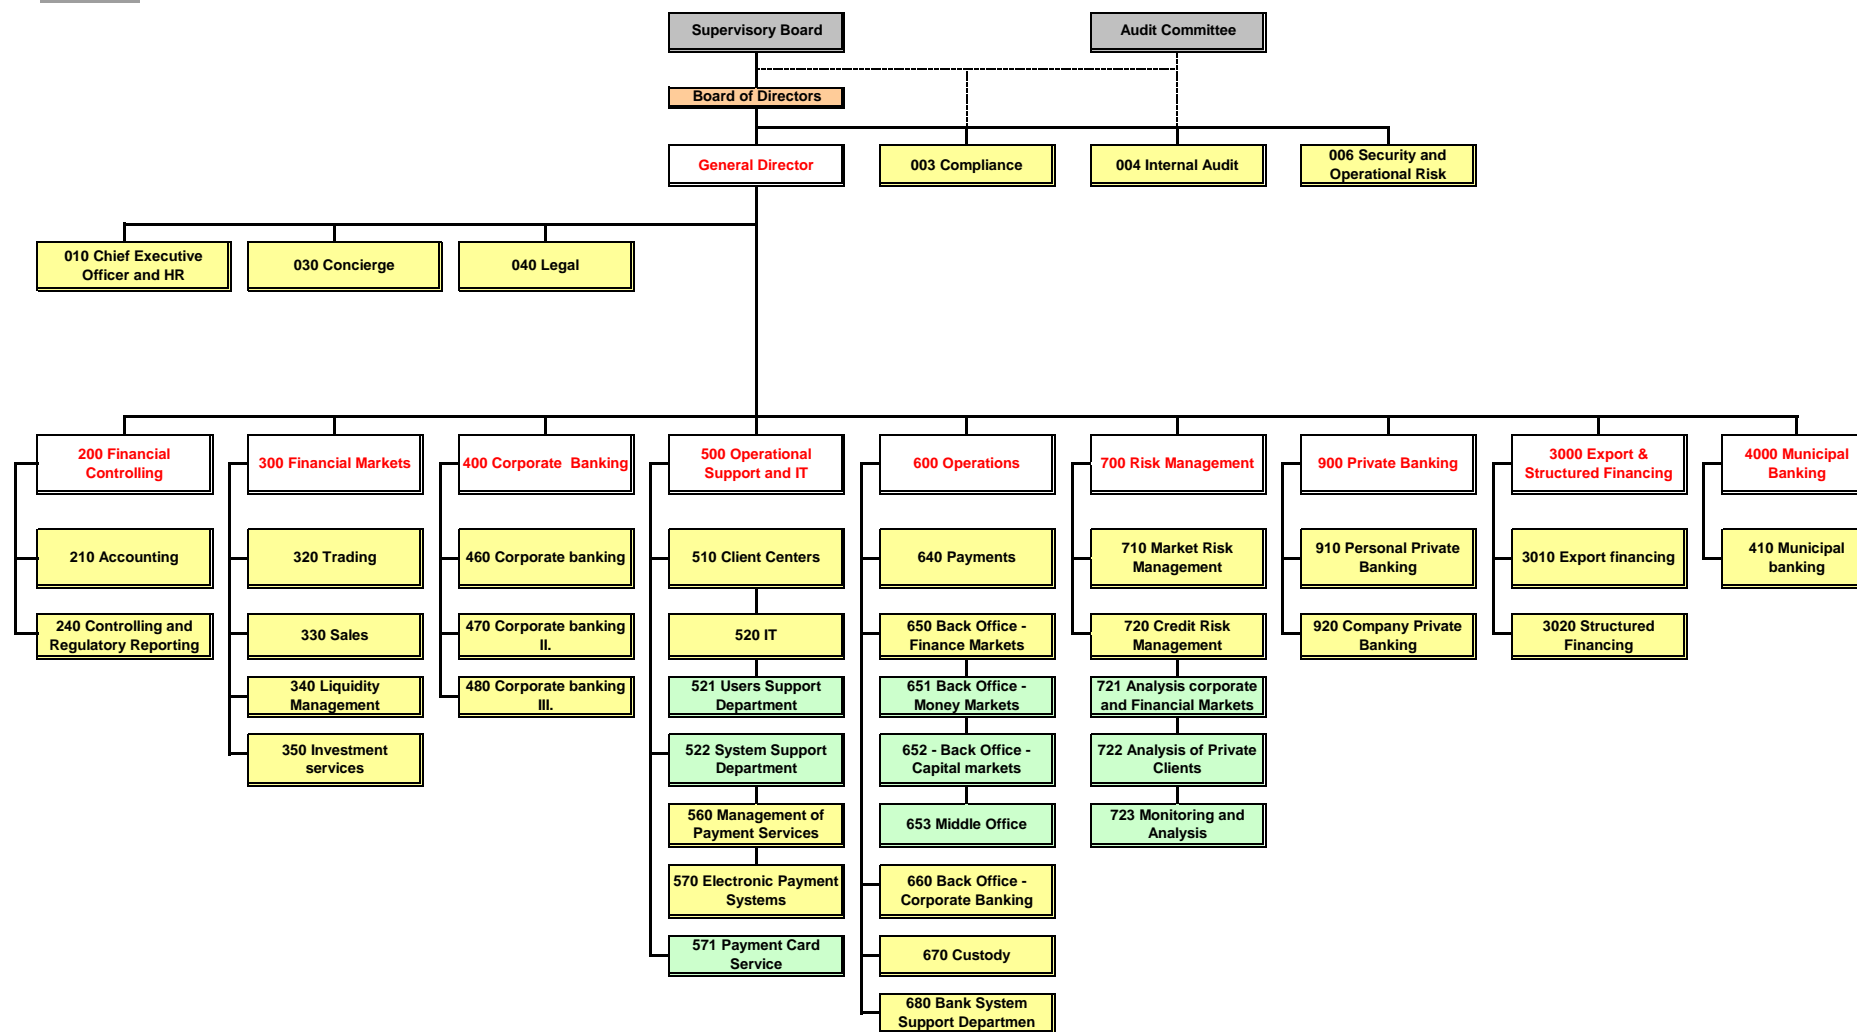 Supervisory Board
Audit Committee
Board of Directors
General Director
003 Compliance
004 Internal Audit
006 Security and
Operational Risk
010 Chief Executive
Officer and HR
030 Concierge
040 Legal
200 Financial
Controlling
300 Financial Markets
400 Corporate  Banking
500 Operational
Support and IT
600 Operations
700 Risk Management
900 Private Banking
3000 Export &
Structured Financing
4000 Municipal
Banking
210 Accounting
320 Trading
460 Corporate banking
510 Client Centers
640 Payments
710 Market Risk
Management
910 Personal Private
Banking
3010 Export financing
410 Municipal
banking
240 Controlling and
Regulatory Reporting
330 Sales
470 Corporate banking
II.
520 IT
650 Back Office -
Finance Markets
720 Credit Risk
Management
920 Company Private
Banking
3020 Structured
Financing
340 Liquidity
Management
480 Corporate banking
III.
521 Users Support
Department
651 Back Office -
Money Markets
721 Analysis corporate
and Financial Markets
350 Investment
services
522 System Support
Department
652 - Back Office -
Capital markets
722 Analysis of Private
Clients
560 Management of
Payment Services
653 Middle Office
723 Monitoring and
Analysis
570 Electronic Payment
Systems
660 Back Office -
Corporate Banking
571 Payment Card
Service
670 Custody
680 Bank System
Support Departmen